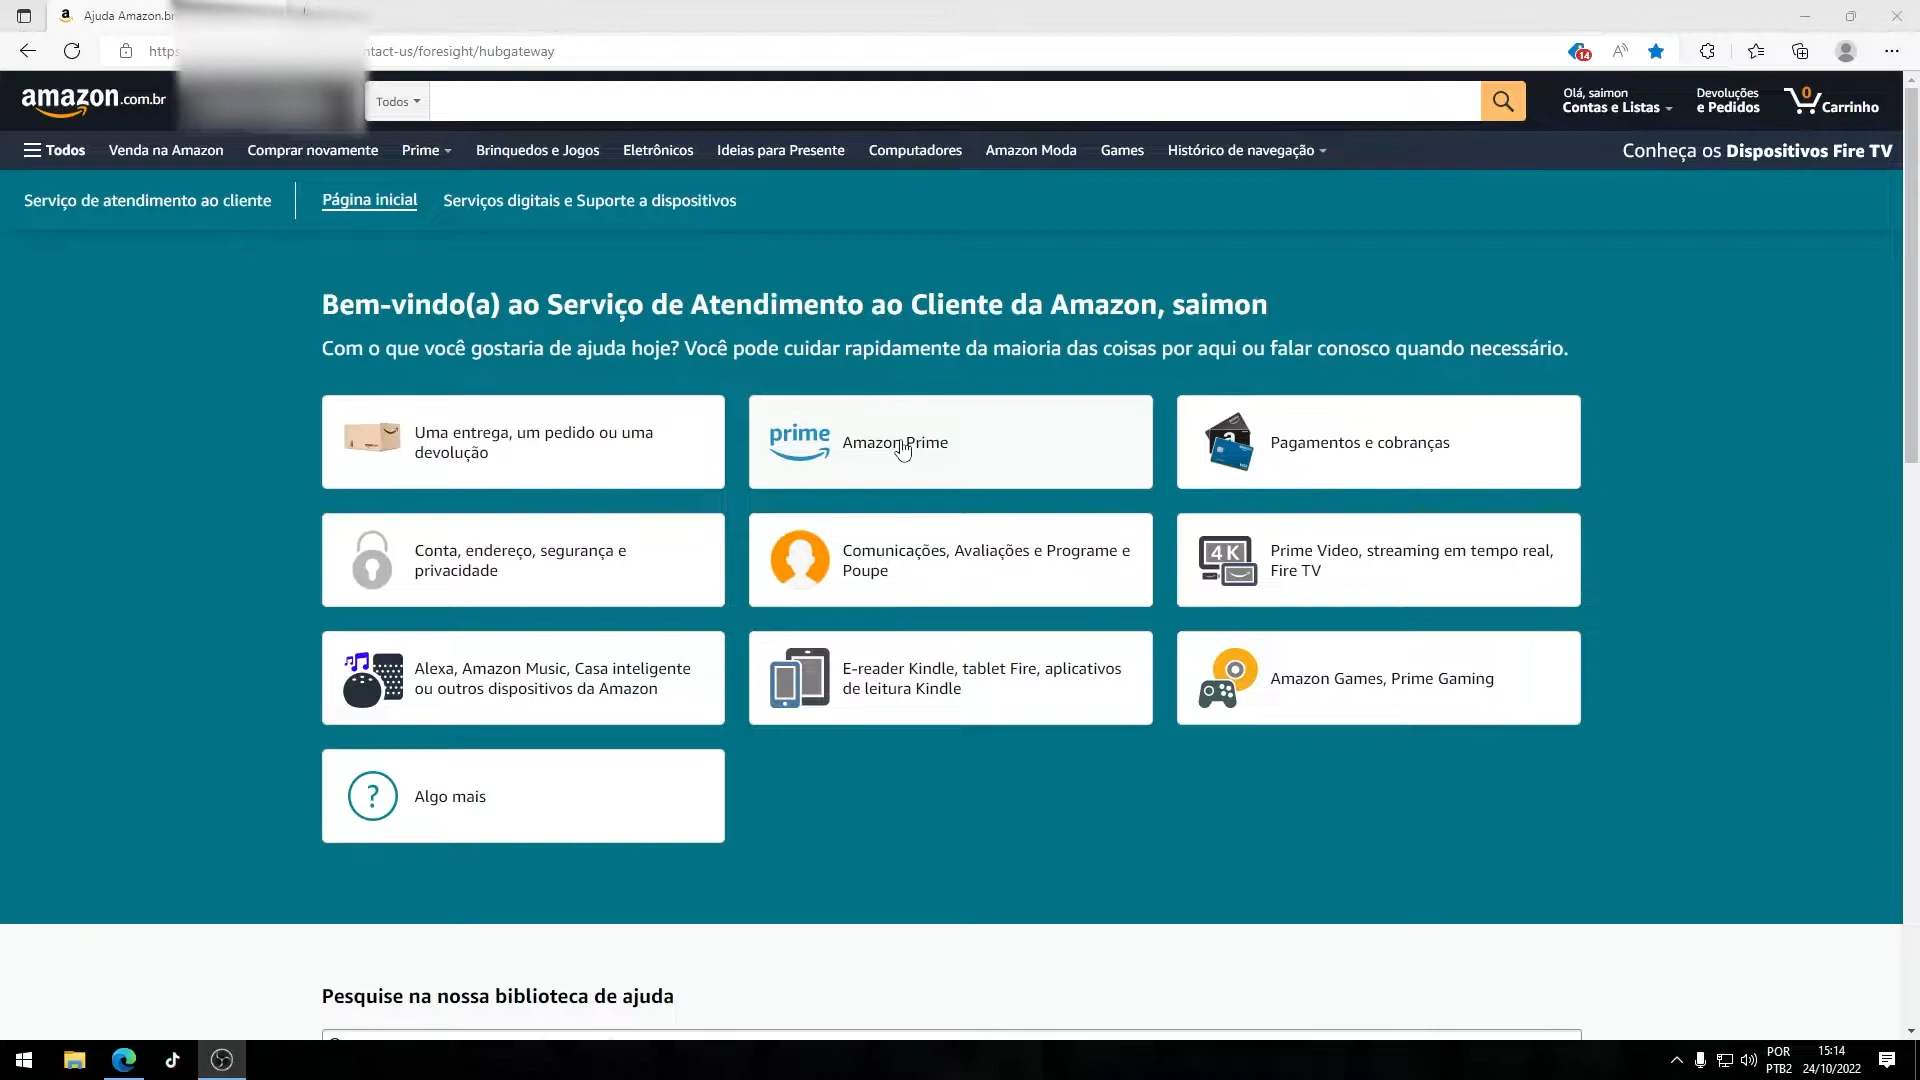 Ajuda Amazon.br
https
ntact-us/foresight/hubgateway
14
amazon.com.br
Todos
Olá, saimon
Contas e Listas
Devoluções
e Pedidos
0
Carrinho
Todos
Venda na Amazon
Comprar novamente
Prime
Brinquedos e Jogos
Eletrônicos
Ideias para Presente
Computadores
Amazon Moda
Games
Histórico de navegação
Conheça os Dispositivos Fire TV
Serviço de atendimento ao cliente
Página inicial
Serviços digitais e Suporte a dispositivos
Bem-vindo(a) ao Serviço de Atendimento ao Cliente da Amazon, saimon
Com o que você gostaria de ajuda hoje? Você pode cuidar rapidamente da maioria das coisas por aqui ou falar conosco quando necessário.
Uma entrega, um pedido ou uma
devolução
prime
Amazon Prime
Pagamentos e cobranças
Conta, endereço, segurança e
privacidade
Comunicações, Avaliações e Programe e
Poupe
4K
Prime Video, streaming em tempo real,
Fire TV
Alexa, Amazon Music, Casa inteligente
ou outros dispositivos da Amazon
E-reader Kindle, tablet Fire, aplicativos
de leitura Kindle
Amazon Games, Prime Gaming
?
Algo mais
Pesquise na nossa biblioteca de ajuda
POR
PTB2
15:14
24/10/2022